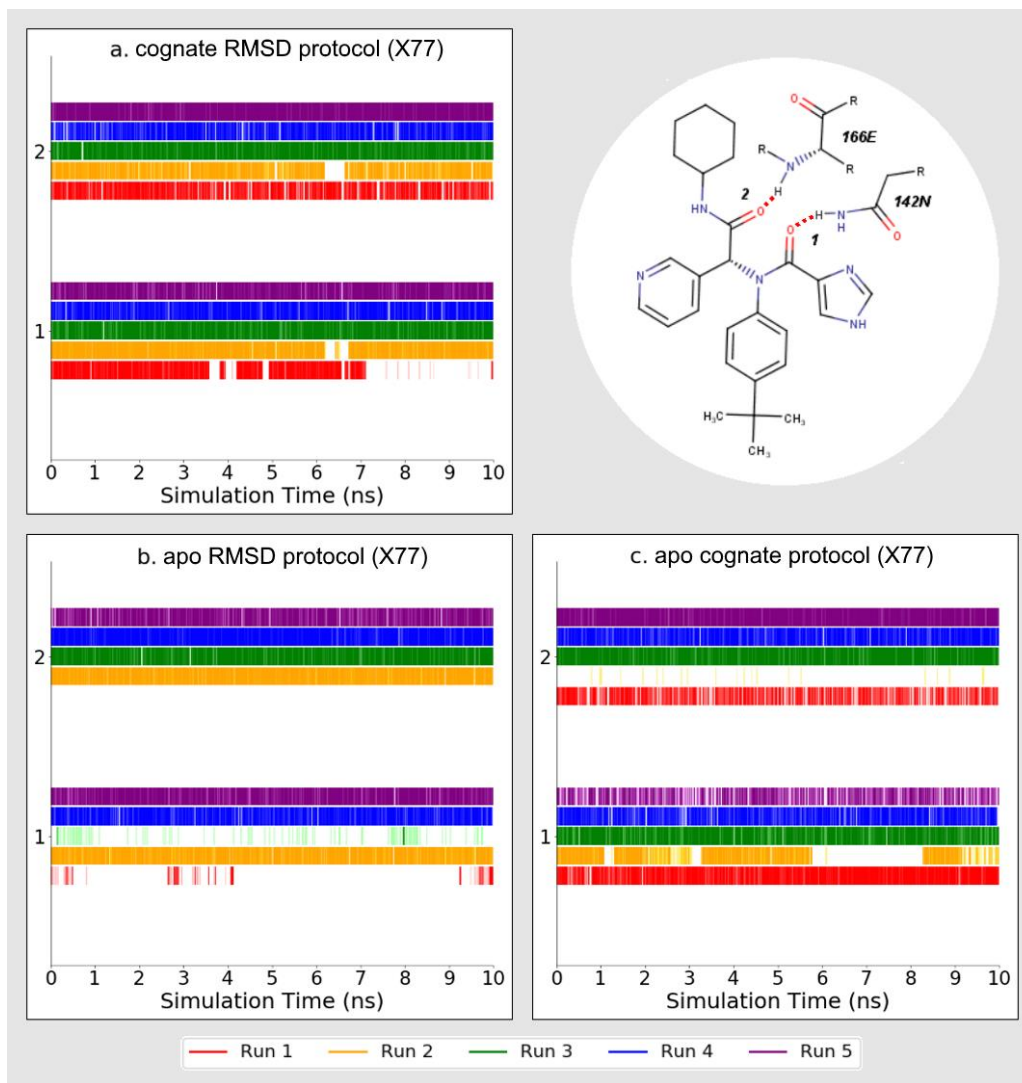 a. cognate RMSD protocol (X77)
2
1
0 1 2 3 4 5 6 7 8 9 10
Simulation Time (ns)
O
R
R
166E
N
R
H
R
142N
2
H
N
H
O
1
O
HN
O
N
N
N
NH
H₃C
CH₃
CH₃
b. apo RMSD protocol (X77)
2
1
0 1 2 3 4 5 6 7 8 9 10
Simulation Time (ns)
c. apo cognate protocol (X77)
2
1
0 1 2 3 4 5 6 7 8 9 10
Simulation Time (ns)
Run 1 Run 2 Run 3 Run 4 Run 5